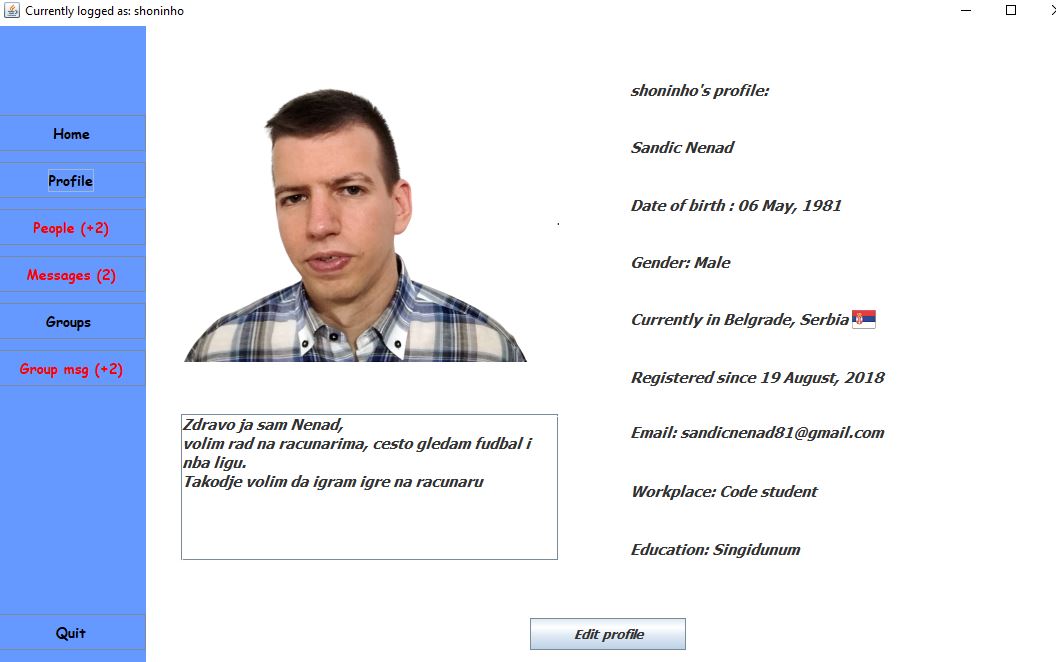 Currently logged as: shoninho
Home
Profile
People (+2)
Messages (2)
Groups
Group msg (+2)
Quit
Zdravo ja sam Nenad,
volim rad na racunarima, cesto gledam fudbal i
nba ligu.
Takodje volim da igram igre na racunaru
shoninho's profile:
Sandic Nenad
Date of birth : 06 May, 1981
Gender: Male
Currently in Belgrade, Serbia
Registered since 19 August, 2018
Email: sandicnenad81@gmail.com
Workplace: Code student
Education: Singidunum
Edit profile